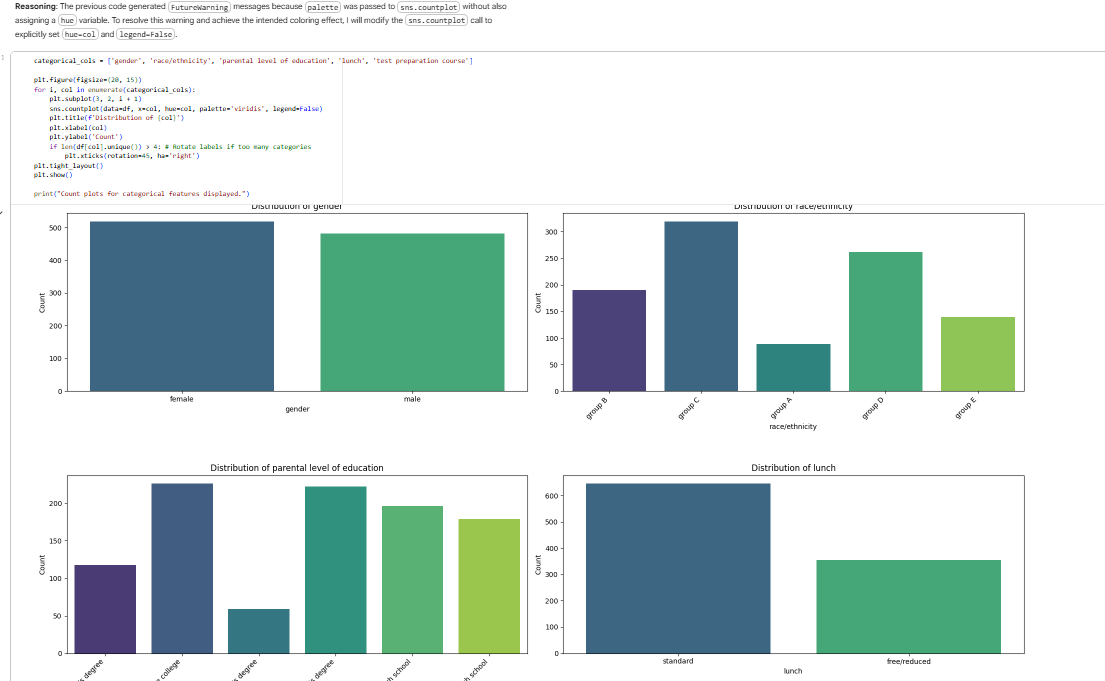 Reasoning: The previous code generated FutureWarning messages because palette was passed to sns.countplot without also
assigning a hue variable. To resolve this warning and achieve the intended coloring effect, I will modify the sns.countplot call to
explicitly set hue=col and legend=False.
1
categorical_cols = ['gender', 'race/ethnicity', 'parental level of education', 'lunch', 'test preparation course']
plt.figure(figsize=(20, 15))
for i, col in enumerate(categorical_cols):
plt.subplot(3, 2, i + 1)
sns.countplot(data=df, x=col, hue=col, palette='viridis', legend=False)
plt.title(f'Distribution of {col}')
plt.xlabel(col)
plt.ylabel('Count')
if len(df[col].unique()) > 4: # Rotate labels if too many categories
plt.xticks(rotation=45, ha='right')
plt.tight_layout()
plt.show()
print("Count plots for categorical features displayed.")
Distribution of gender
500
400
300
200
100
0
Count
female
male
gender
Distribution of race/ethnicity
300
250
200
150
100
50
0
Count
group B
group C
group A
group D
group E
race/ethnicity
Distribution of parental level of education
200
150
100
50
0
Count
degree
college
degree
degree
school
school
Distribution of lunch
600
500
400
300
200
100
0
Count
standard
free/reduced
lunch